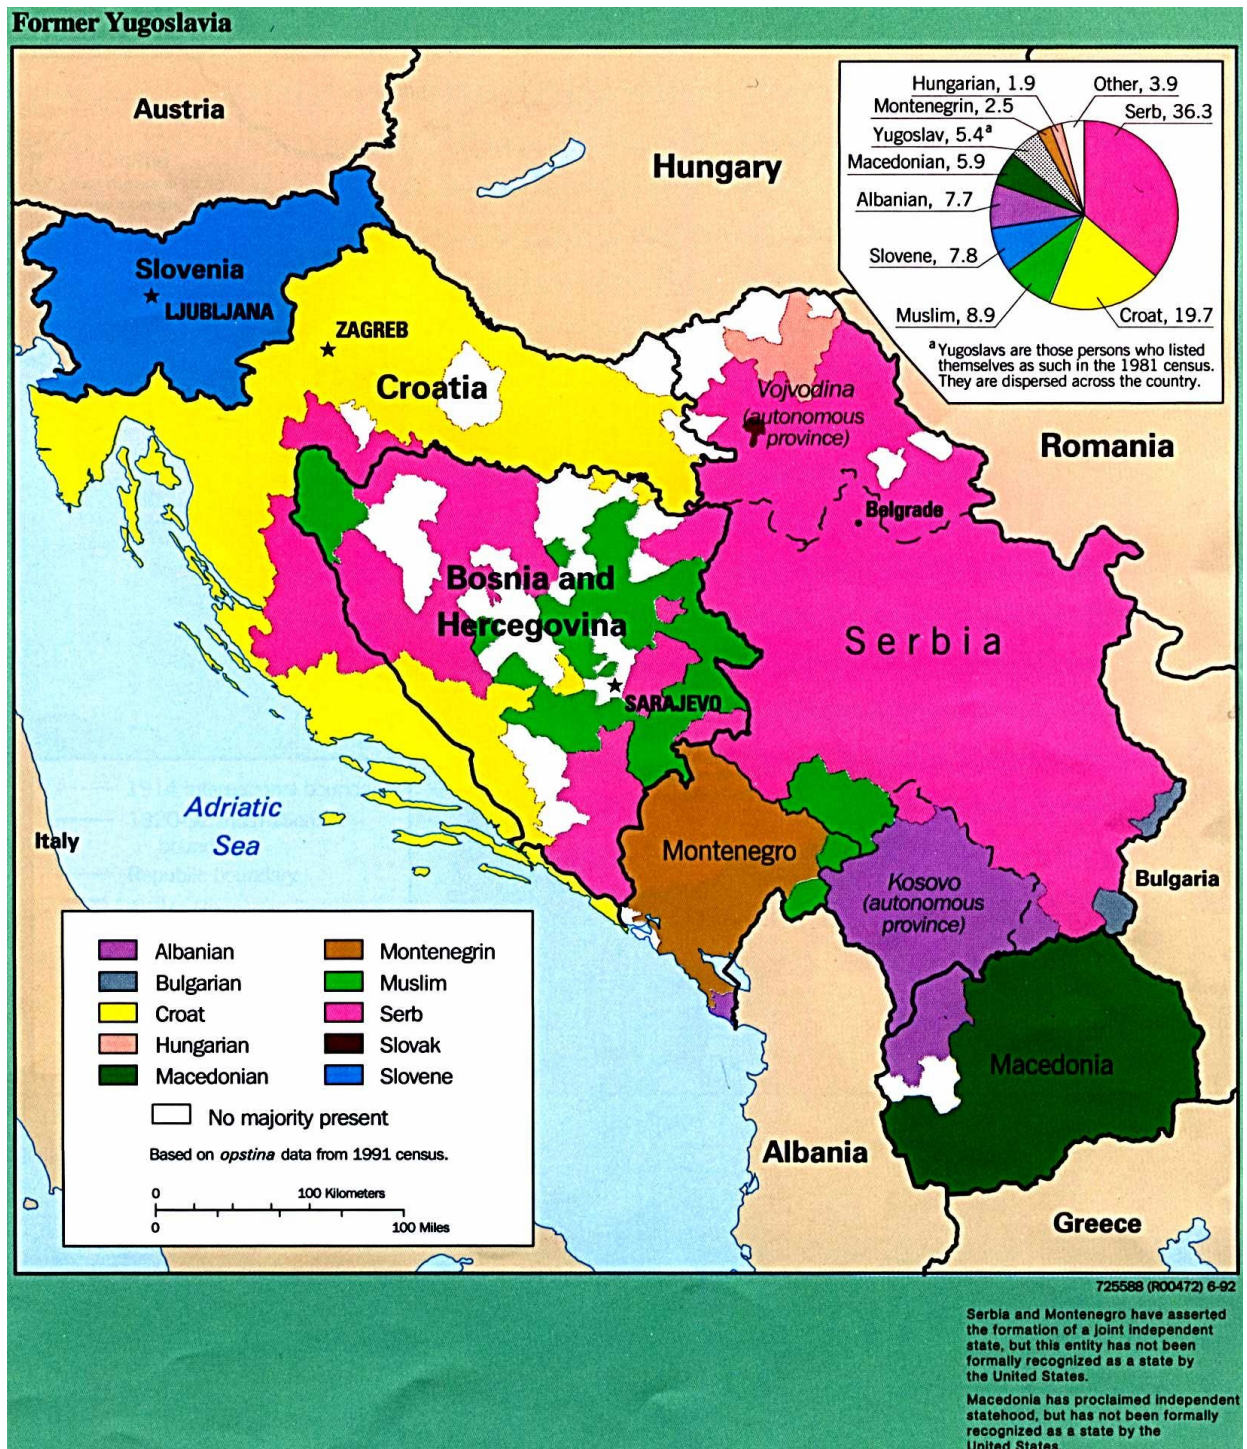 Former Yugoslavia
Austria
Hungary
Slovenia
LJUBLJANA
ZAGREB
Croatia
Hungarian, 1.9
Other, 3.9
Montenegrin, 2.5
Serb, 36.3
Yugoslav, 5.4a
Macedonian, 5.9
Albanian, 7.7
Slovene, 7.8
Muslim, 8.9
Croat, 19.7
a Yugoslavs are those persons who listed
themselves as such in the 1981 census.
They are dispersed across the country.
Vojvodina
(autonomous
province)
Romania
Belgrade
Bosnia and
Hercegovina
SARAJEVO
Serbia
Adriatic
Sea
Italy
Montenegro
Kosovo
(autonomous
province)
Bulgaria
Macedonia
Albania
Greece
Albanian
Bulgarian
Croat
Hungarian
Macedonian
Montenegrin
Muslim
Serb
Slovak
Slovene
No majority present
Based on opstina data from 1991 census.
0 100 Kilometers
0 100 Miles
725588 (R00472) 6-92
Serbia and Montenegro have asserted
the formation of a joint independent
state, but this entity has not been
formally recognized as a state by
the United States.
Macedonia has proclaimed independent
statehood, but has not been formally
recognized as a state by the
United States.